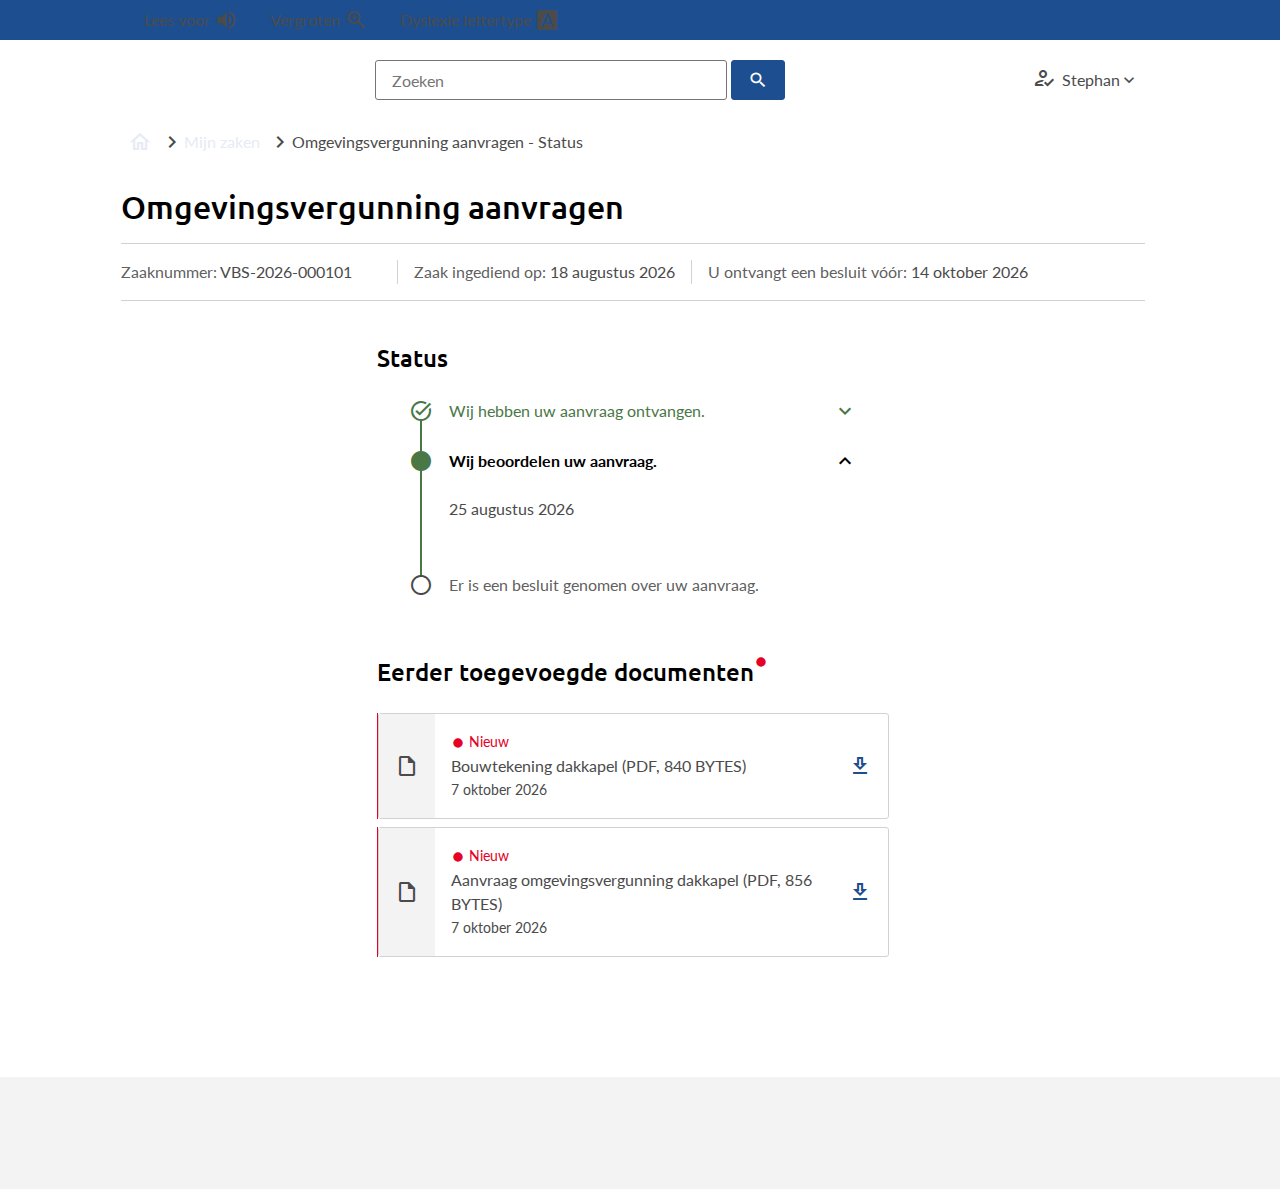 Lees voor
Vergroten
Dyslexie lettertype
Zoeken
Stephan
Mijn zaken
Omgevingsvergunning aanvragen - Status
Omgevingsvergunning aanvragen
Zaaknummer: VBS-2026-000101
Zaak ingediend op: 18 augustus 2026
U ontvangt een besluit vóór: 14 oktober 2026
Status
Wij hebben uw aanvraag ontvangen.
Wij beoordelen uw aanvraag.
25 augustus 2026
Er is een besluit genomen over uw aanvraag.
Eerder toegevoegde documenten
Nieuw
Bouwtekening dakkapel (PDF, 840 BYTES)
7 oktober 2026
Nieuw
Aanvraag omgevingsvergunning dakkapel (PDF, 856
BYTES)
7 oktober 2026